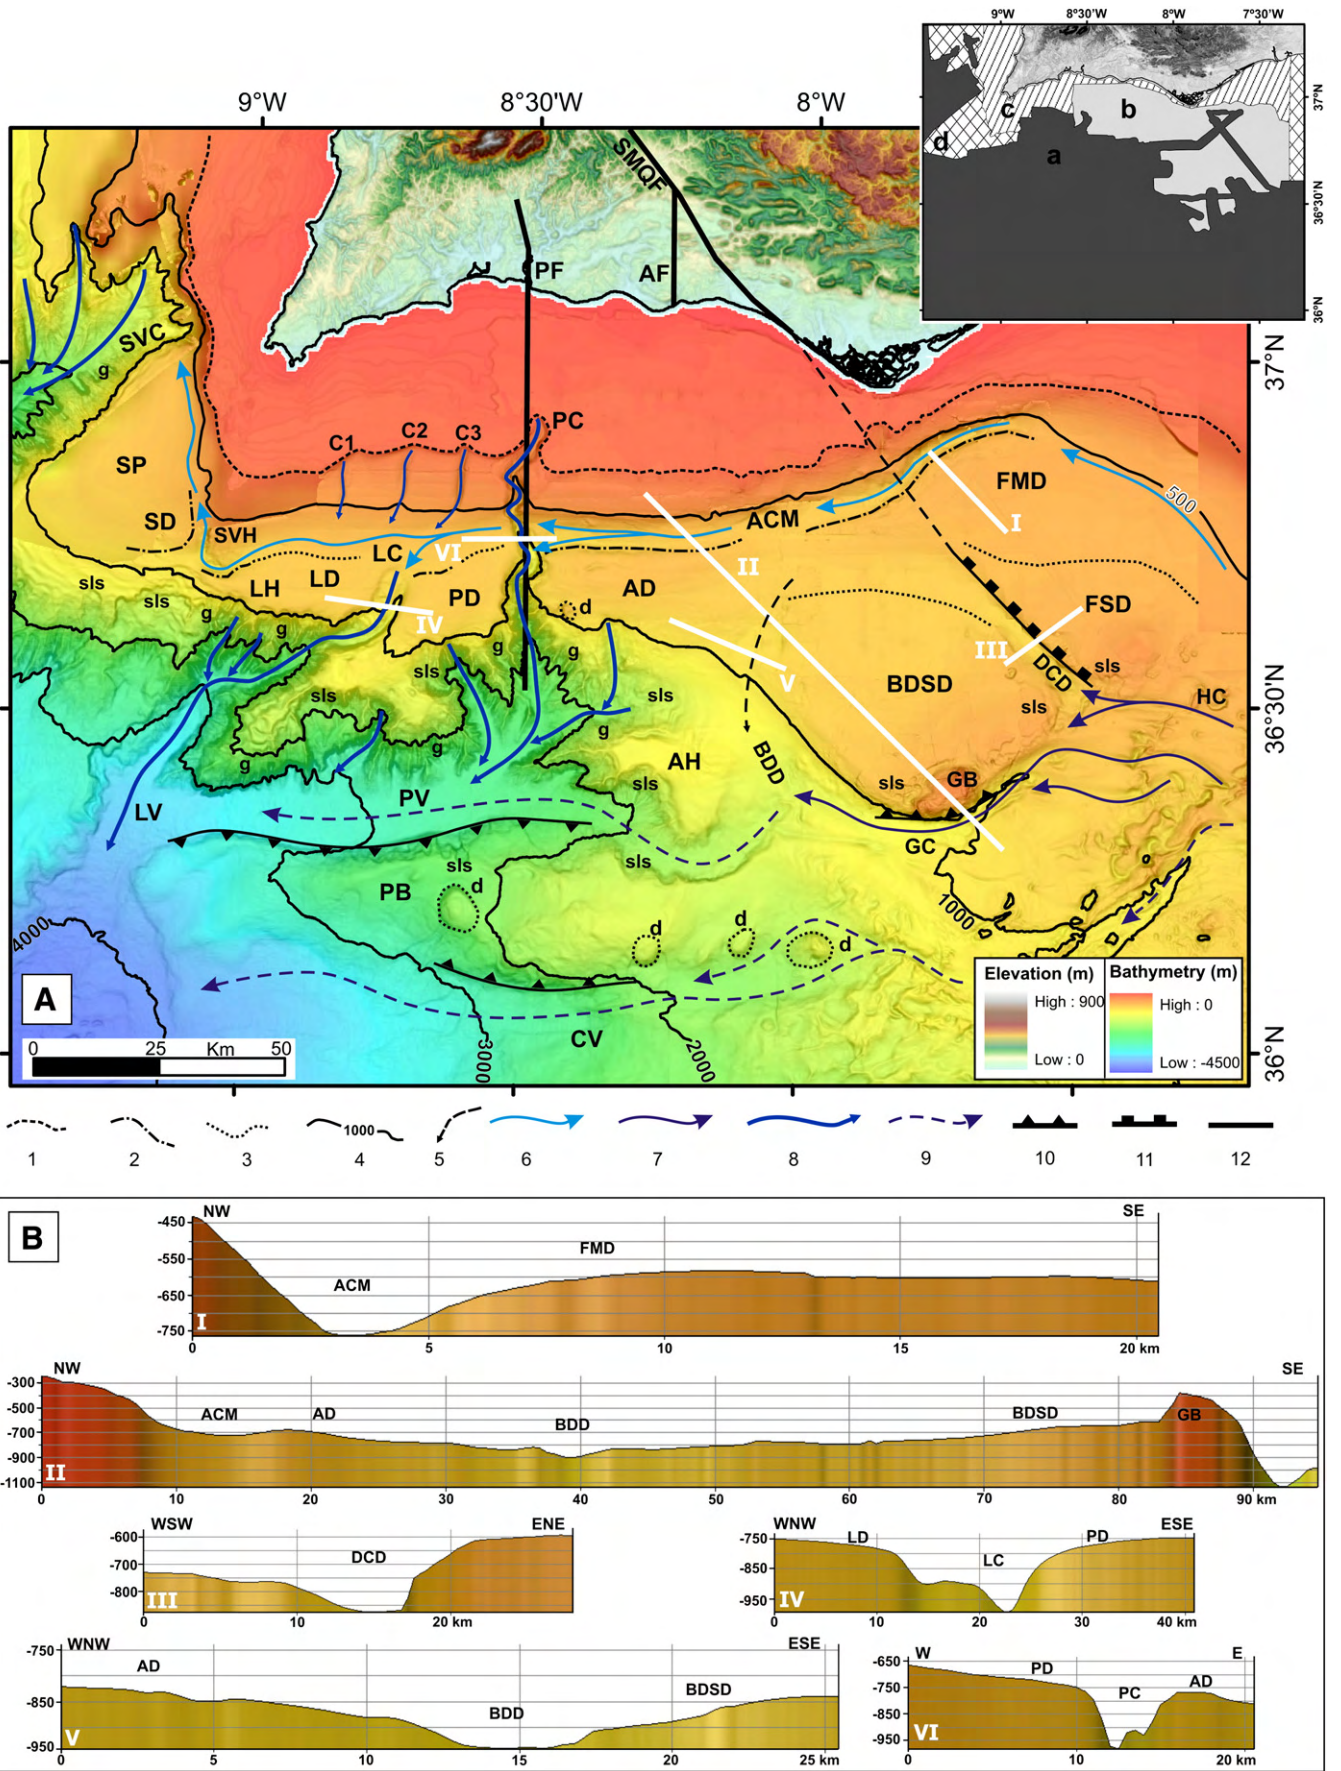 9°W 8°30'W 8°W 7°30'W
37°N
36°30'N
36°N
a
b
c
d
9°W 8°30'W 8°W
37°N
36°30'N
36°N
SMQF
PF
AF
SVC
g
C1 C2 C3 PC
SP
SD
SVH
FMD
500
I
ACM
LC
VI
II
LH LD PD AD d
sls sls g g
IV
g g
V
FSD
III
DCD
sls
HC
sls
BDSD
sls
sls
sls
g
g
g
AH
BDD
sls
sls
GB
GC
LV
PV
sls
PB
d
sls
d
d
d
1000
4000
3000
2000
CV
A
0 25 Km 50
Elevation (m)
High : 900
Low : 0
Bathymetry (m)
High : 0
Low : -4500
1000
1 2 3 4 5 6 7 8 9 10 11 12
B
NW SE
-450
-550
-650
-750
FMD
ACM
I
0 5 10 15 20 km
NW SE
-300
-500
-700
-900
-1100
ACM AD BDD BDSD GB
II
0 10 20 30 40 50 60 70 80 90 km
WSW ENE
-600
-700
-800
DCD
III
0 10 20 km
WNW ESE
-750
-850
-950
LD LC PD
IV
0 10 20 30 40 km
WNW ESE
-750
-850
-950
AD BDD BDSD
V
0 5 10 15 20 25 km
W E
-650
-750
-850
-950
PD PC AD
VI
0 10 20 km